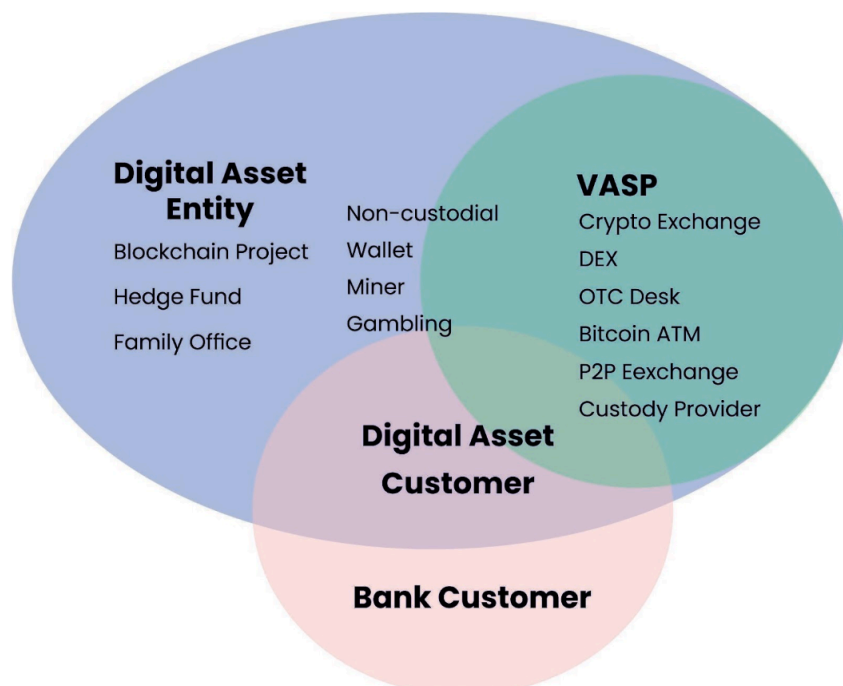 Digital Asset
Entity
Blockchain Project
Hedge Fund
Family Office
Non-custodial
Wallet
Miner
Gambling
VASP
Crypto Exchange
DEX
OTC Desk
Bitcoin ATM
P2P Eexchange
Custody Provider
Digital Asset
Customer
Bank Customer